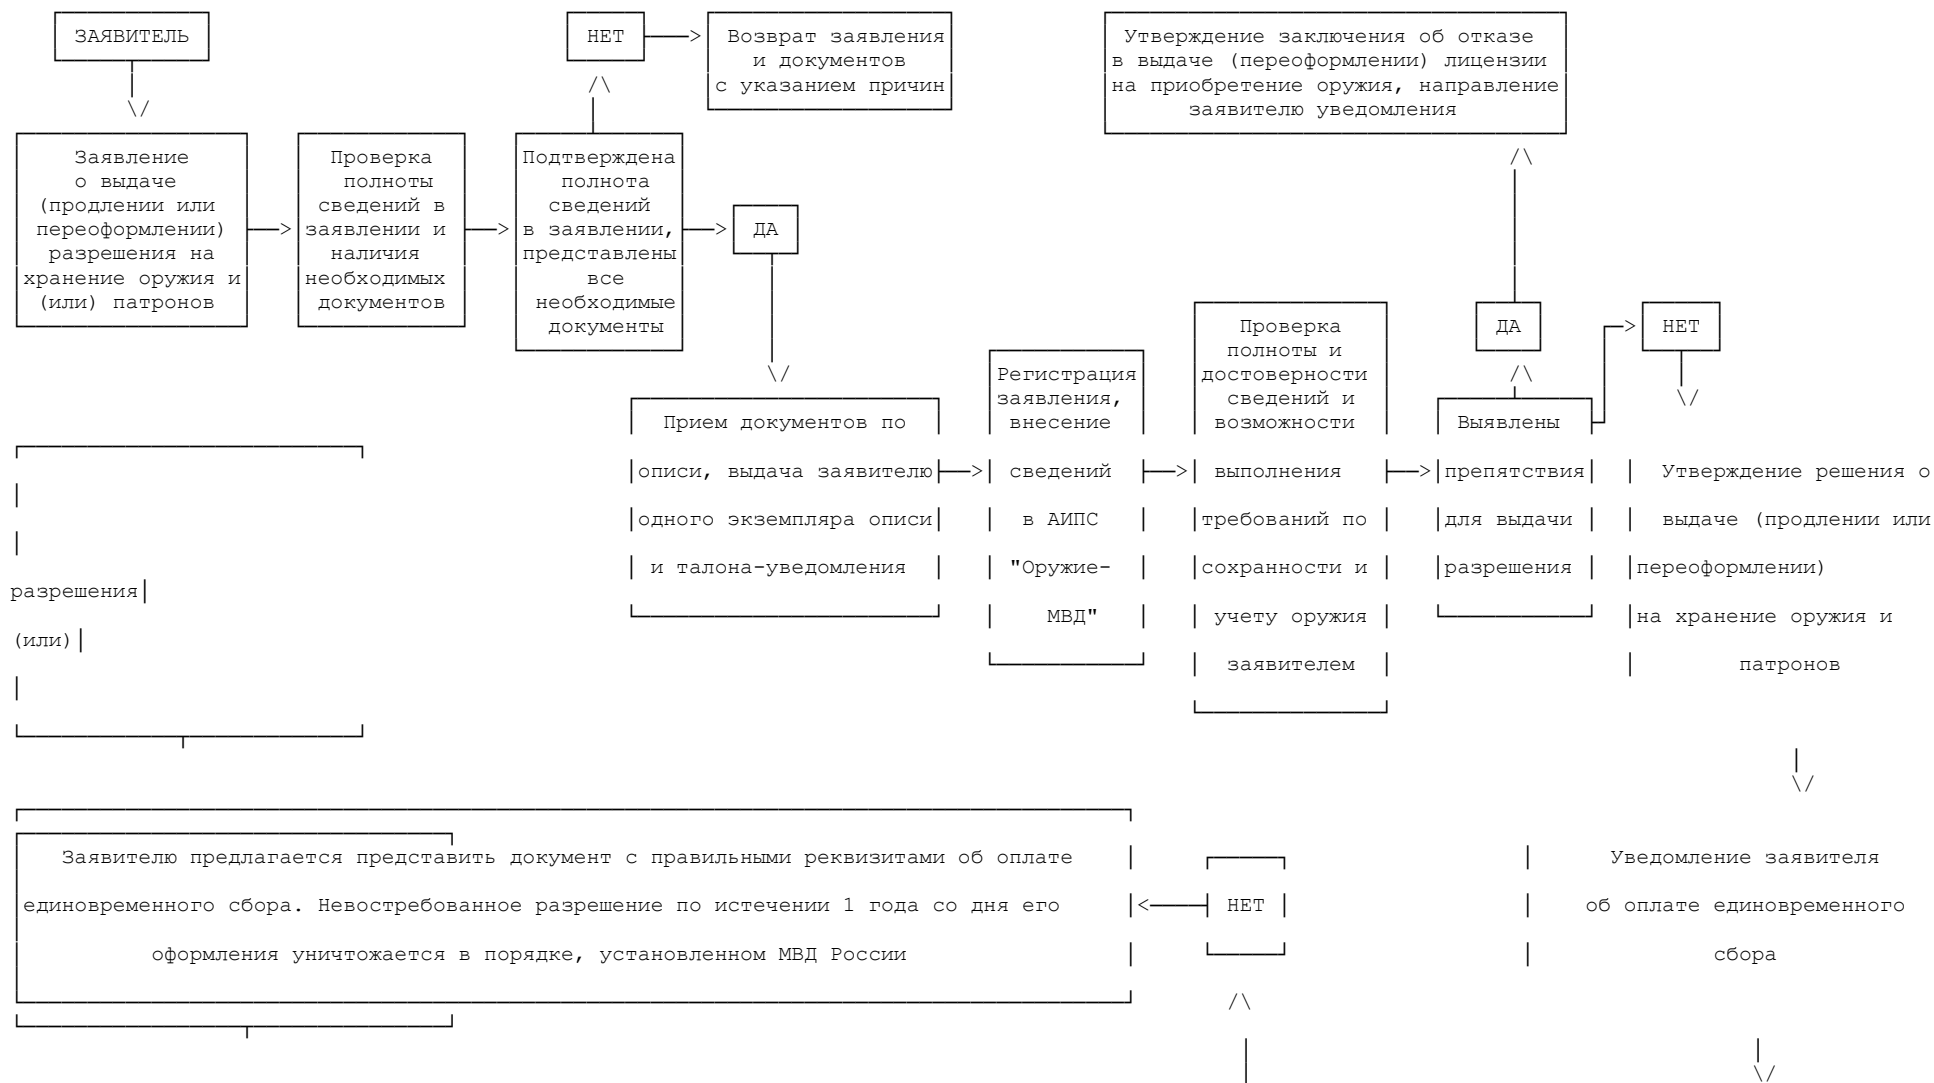 ЗАЯВИТЕЛЬ
НЕТ
Возврат заявления
и документов
с указанием причин
Утверждение заключения об отказе
в выдаче (переоформлении) лицензии
на приобретение оружия, направление
заявителю уведомления
Заявление
о выдаче
(продлении или
переоформлении)
разрешения на
хранение оружия и
(или) патронов
Проверка
полноты
сведений в
заявлении и
наличия
необходимых
документов
Подтверждена
полнота
сведений
в заявлении,
представлены
все
необходимые
документы
ДА
Прием документов по
описи, выдача заявителю
одного экземпляра описи
и талона-уведомления
Регистрация
заявления,
внесение
сведений
в АИПС
"Оружие-
МВД"
Проверка
полноты и
достоверности
сведений и
возможности
выполнения
требований по
сохранности и
учету оружия
заявителем
ДА
НЕТ
Выявлены
препятствия
для выдачи
разрешения
Утверждение решения о
выдаче (продлении или
переоформлении)
на хранение оружия и
патронов
разрешения
(или)
Заявителю предлагается представить документ с правильными реквизитами об оплате
единовременного сбора. Невостребованное разрешение по истечении 1 года со дня его
оформления уничтожается в порядке, установленном МВД России
НЕТ
Уведомление заявителя
об оплате единовременного
сбора